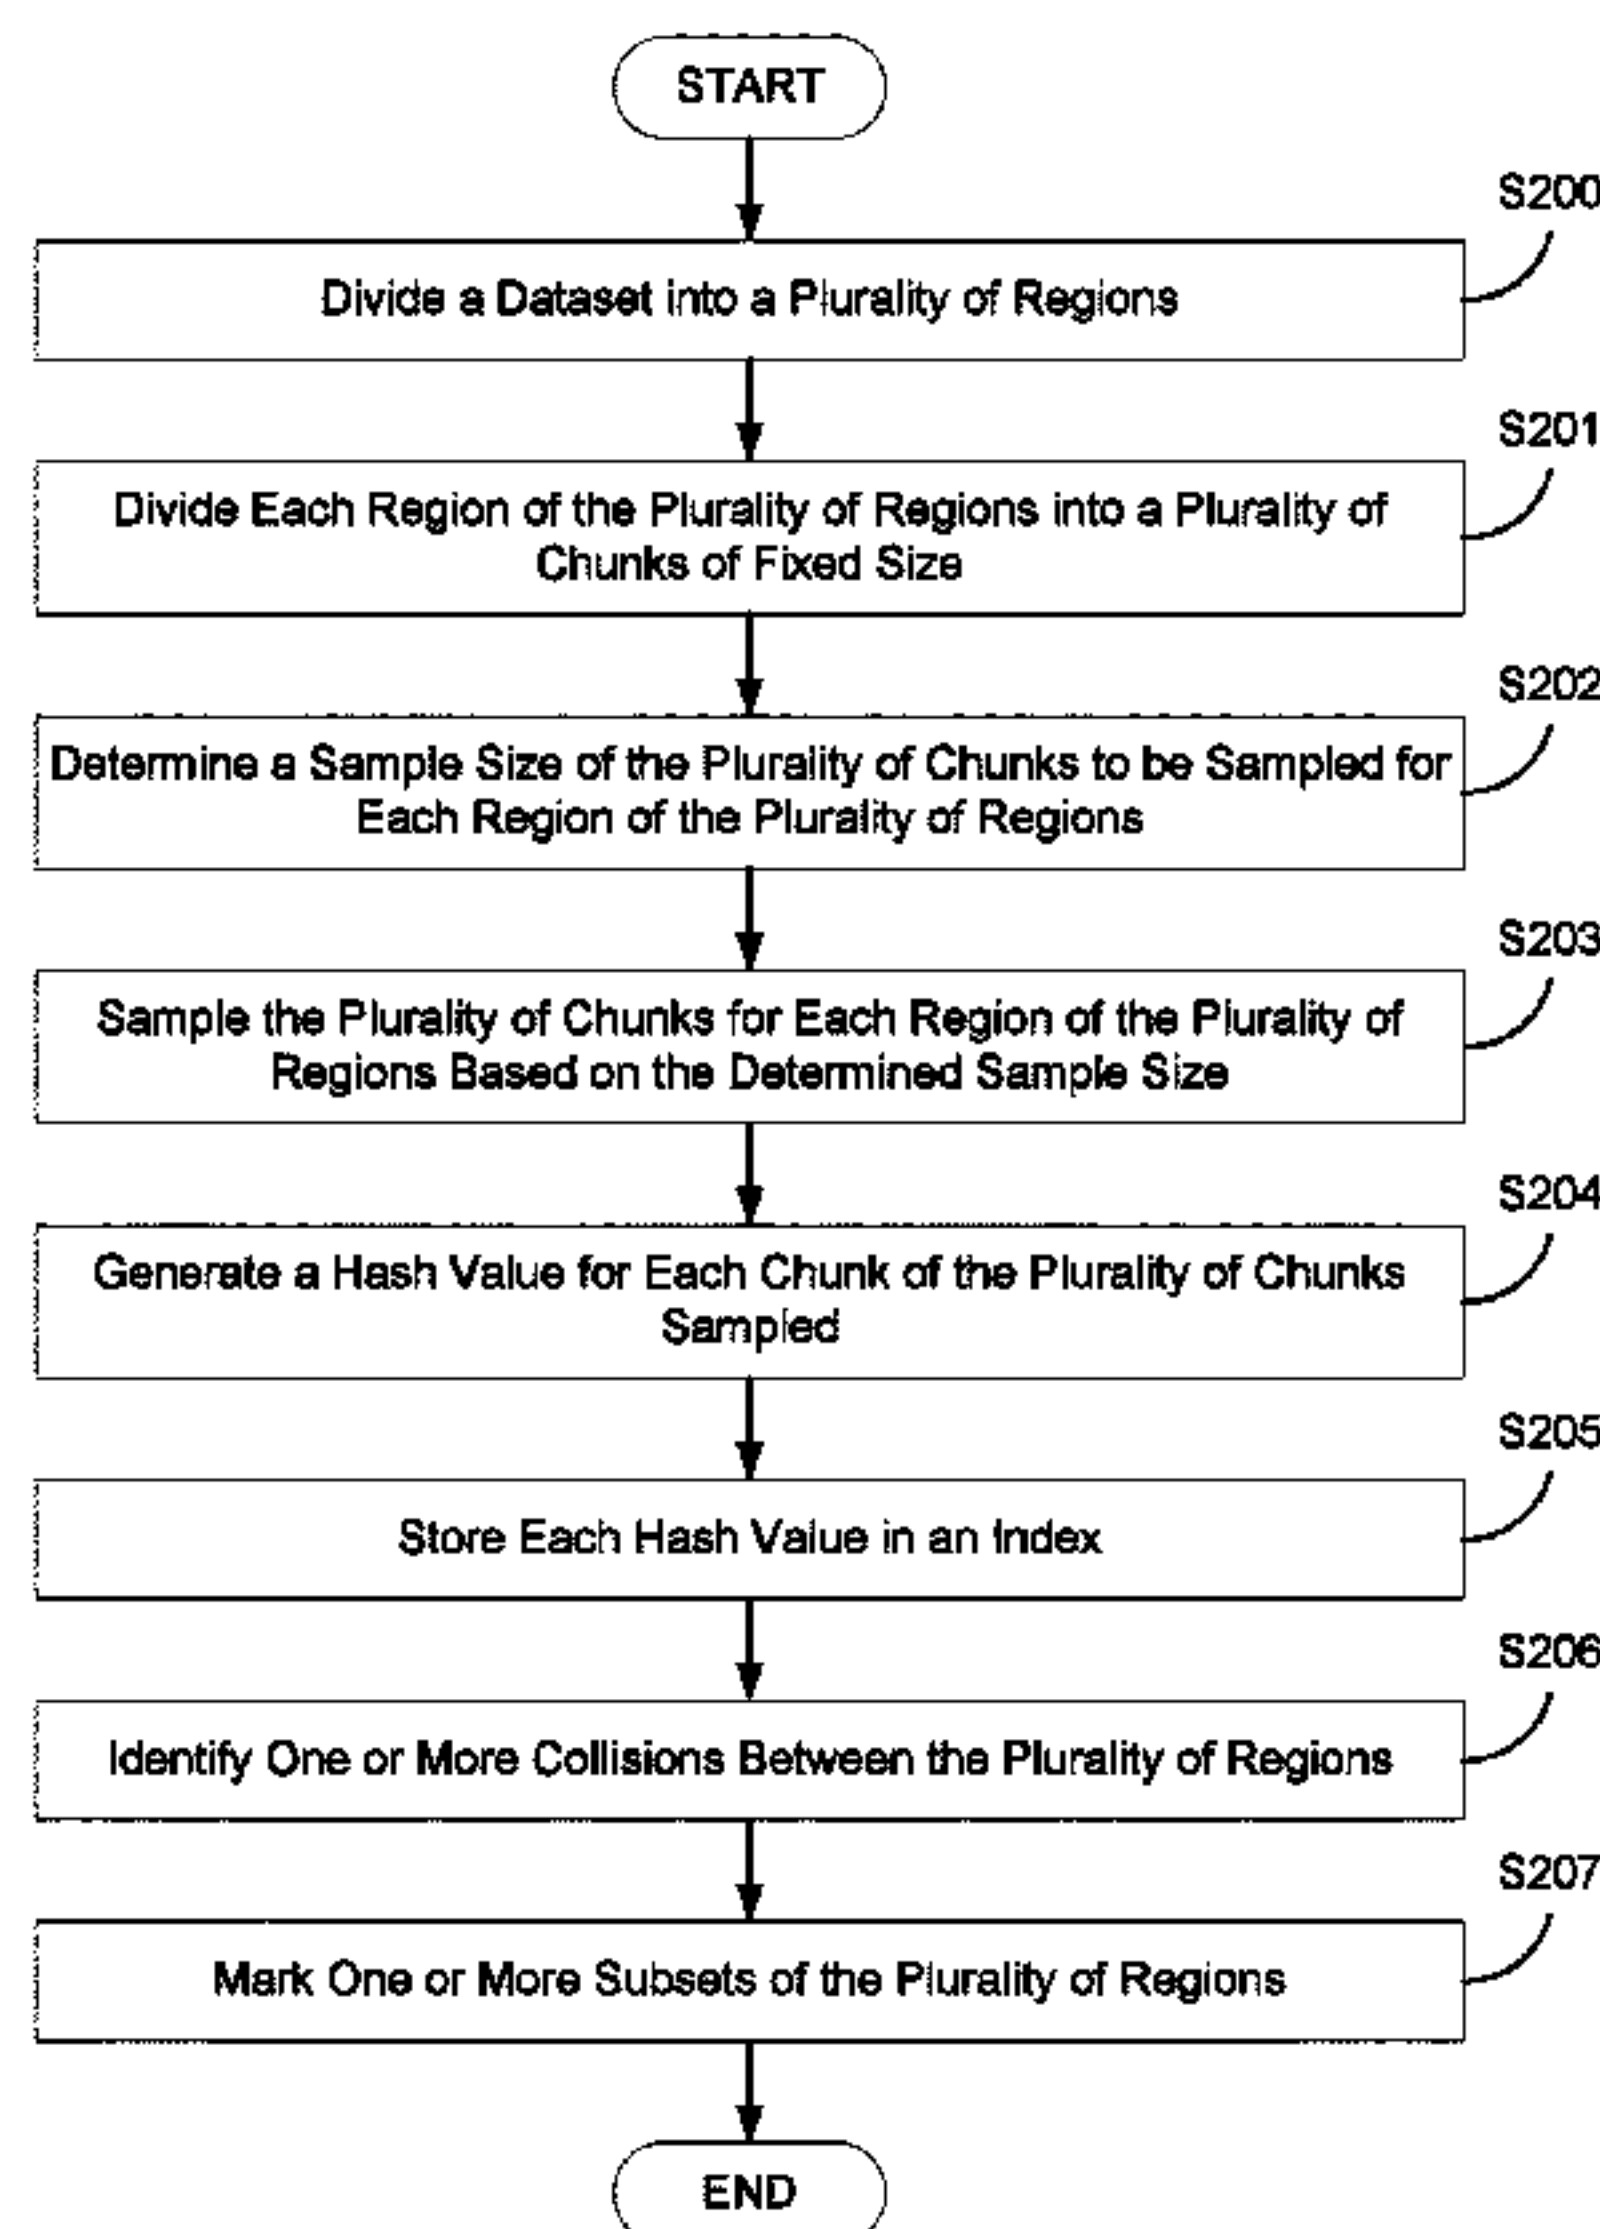 START
S200
Divide a Dataset into a Plurality of Regions
S201
Divide Each Region of the Plurality of Regions into a Plurality of
Chunks of Fixed Size
S202
Determine a Sample Size of the Plurality of Chunks to be Sampled for
Each Region of the Plurality of Regions
S203
Sample the Plurality of Chunks for Each Region of the Plurality of
Regions Based on the Determined Sample Size
S204
Generate a Hash Value for Each Chunk of the Plurality of Chunks
Sampled
S205
Store Each Hash Value in an Index
S206
Identify One or More Collisions Between the Plurality of Regions
S207
Mark One or More Subsets of the Plurality of Regions
END